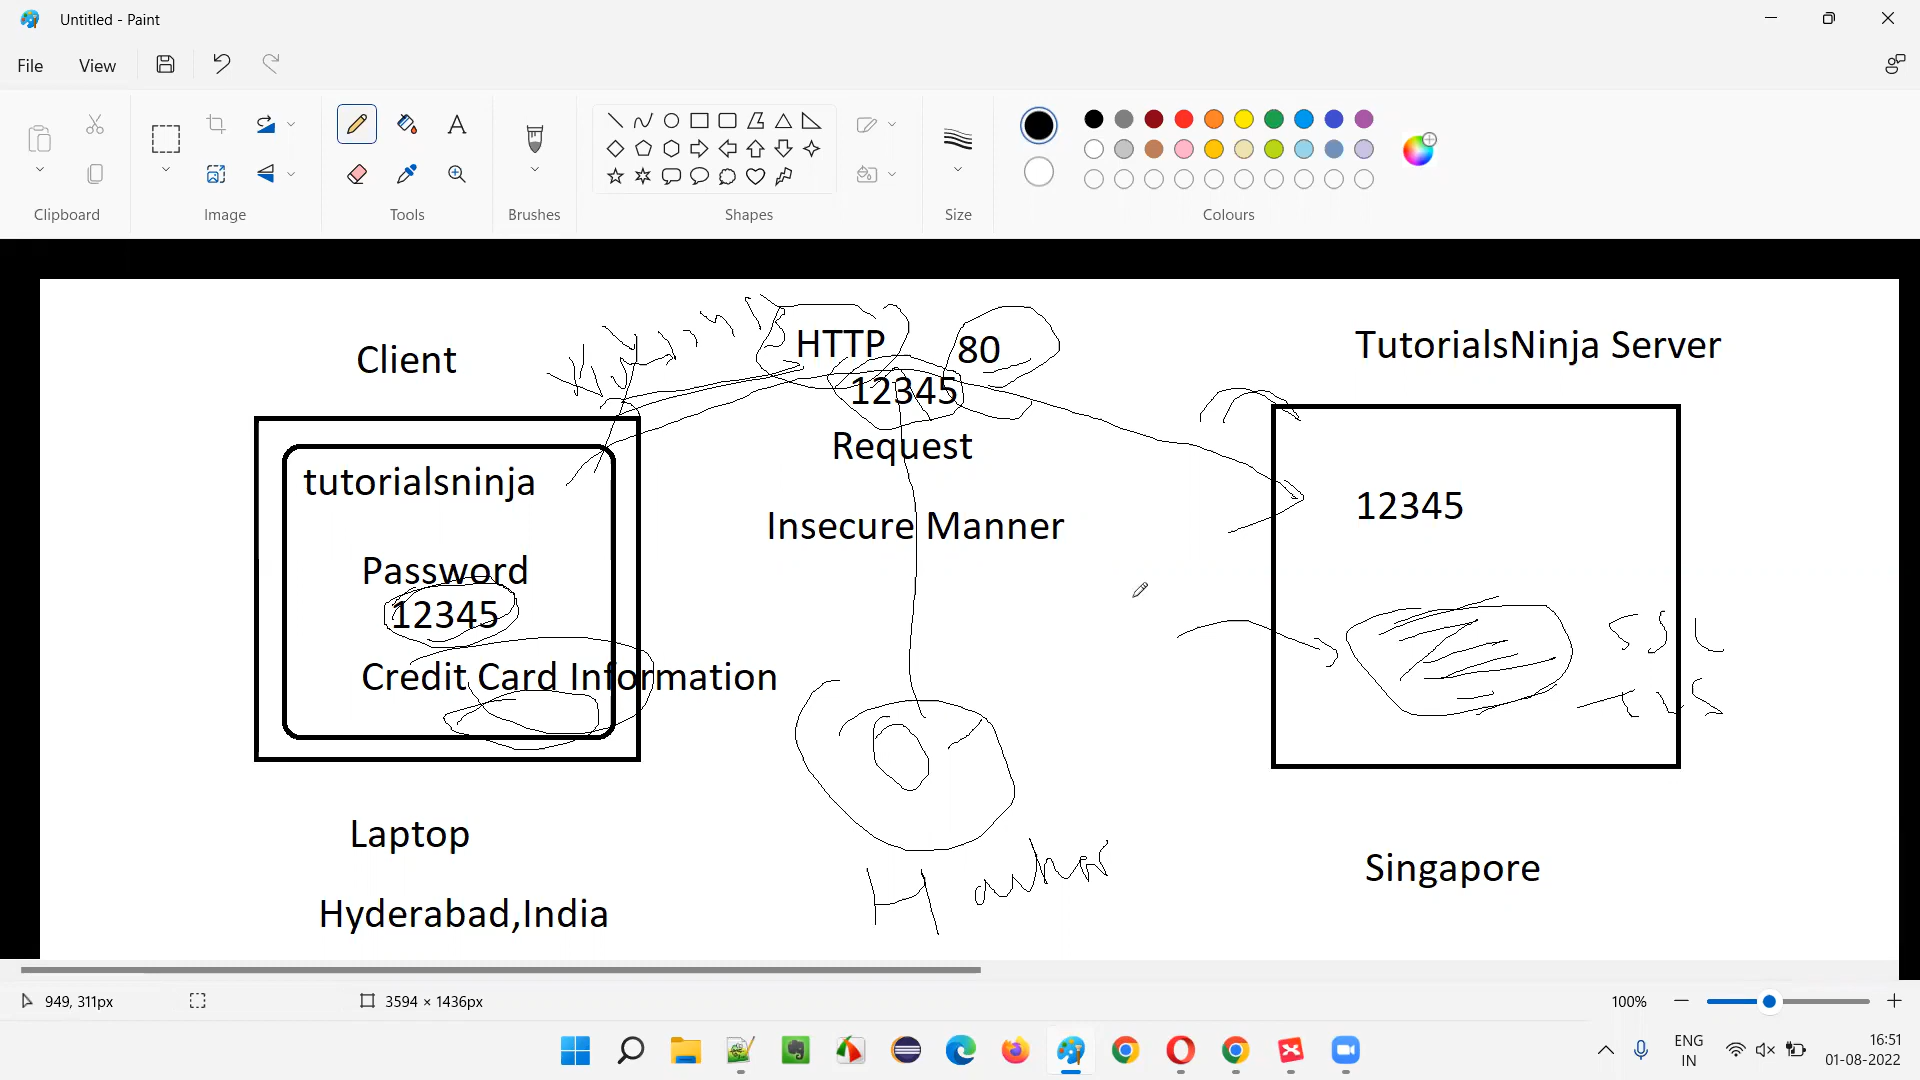 Untitled - Paint
File
View
Clipboard
Image
Tools
Brushes
Shapes
Size
Colours
Client
HTTP
80
12345
Request
Insecure Manner
TutorialsNinja Server
tutorialsninja
Password
12345
Credit Card Information
12345
SSL
TLS
Laptop
Hyderabad,India
Singapore
949, 311px
3594 × 1436px
100%
ENG
IN
16:51
01-08-2022